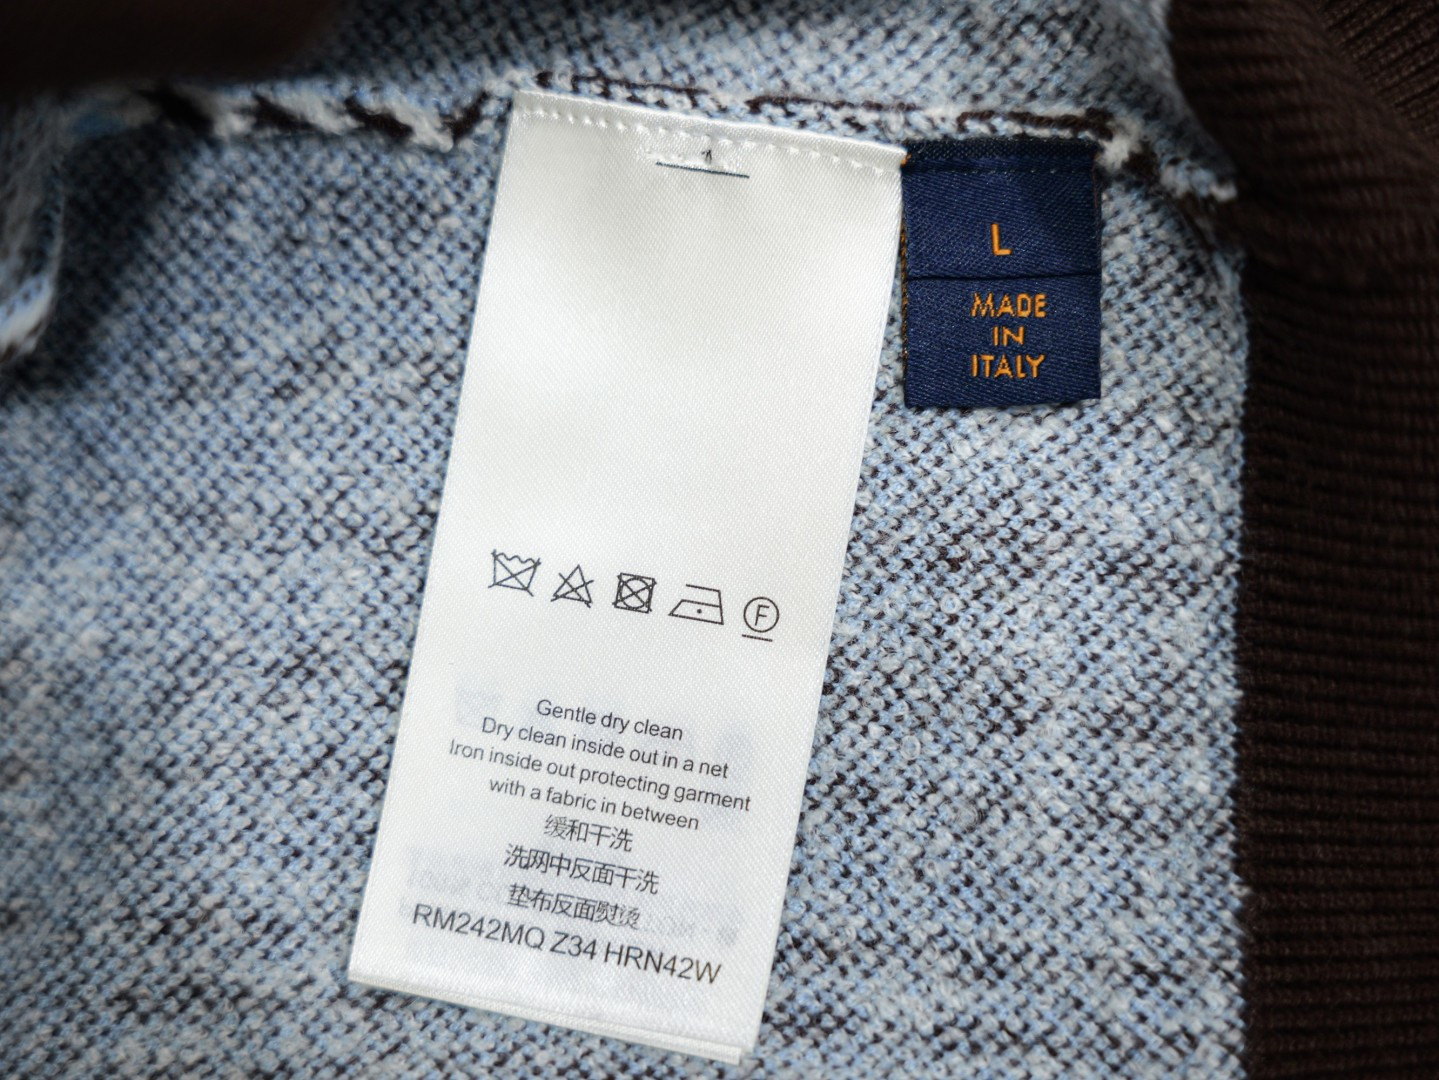 1
L
MADE
IN
ITALY
F
Gentle dry clean
Dry clean inside out in a net
Iron inside out protecting garment
with a fabric in between
缓和干洗
洗网中反面干洗
垫布反面熨烫
RM242MQ Z34 HRN42W